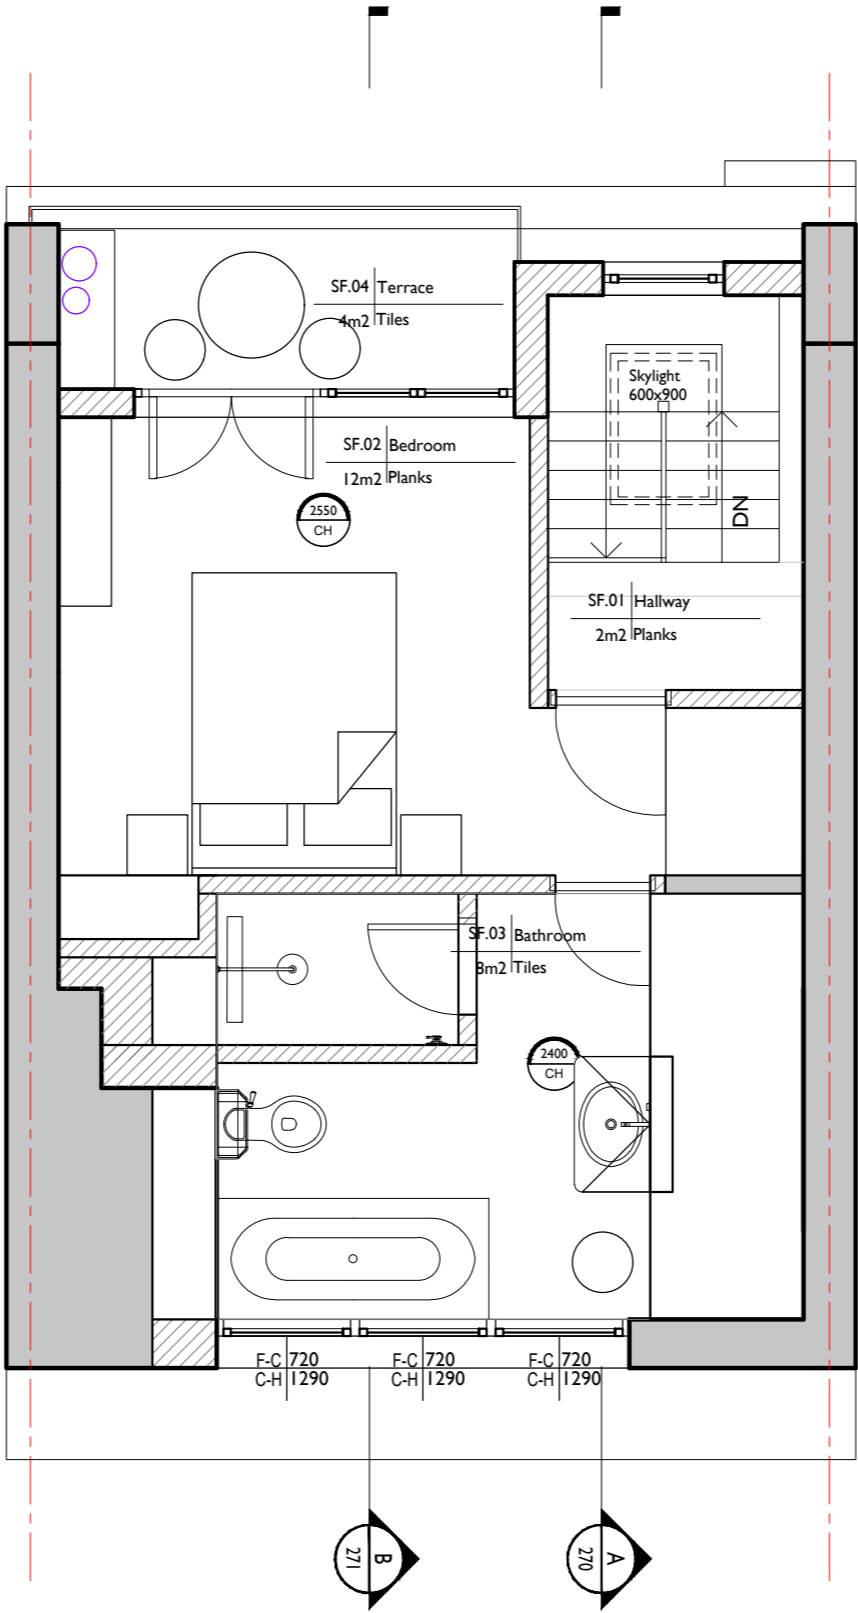 SF.04 Terrace
4m2 Tiles
Skylight
600x900
SF.02 Bedroom
12m2 Planks
2550
CH
DN
SF.01 Hallway
2m2 Planks
SF.03 Bathroom
8m2 Tiles
2400
CH
F-C 720
C-H 1290
F-C 720
C-H 1290
F-C 720
C-H 1290
B
271
A
270